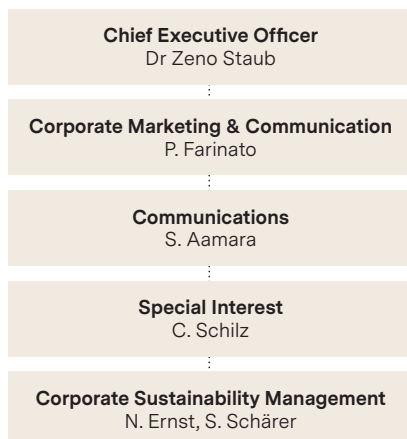 Chief Executive Officer
Dr Zeno Staub
Corporate Marketing & Communication
P. Farinato
Communications
S. Aamara
Special Interest
C. Schilz
Corporate Sustainability Management
N. Ernst, S. Schärer